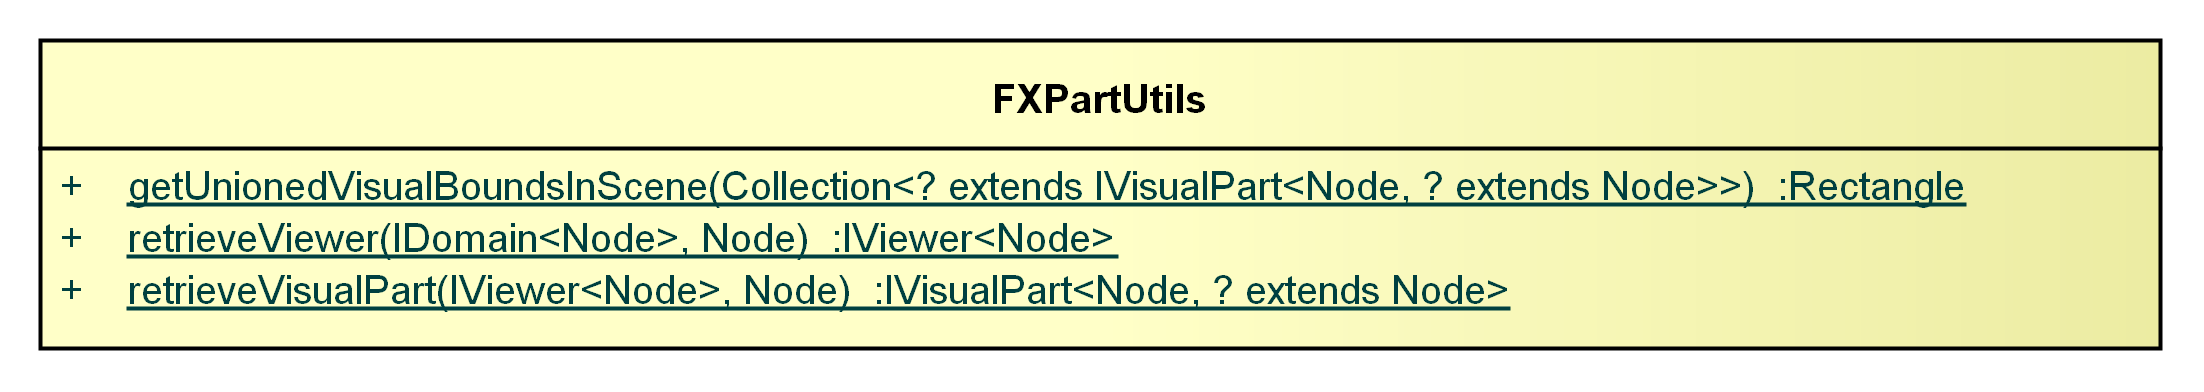 FXPartUtils
+ getUnionedVisualBoundsInScene(Collection<? extends IVisualPart<Node, ? extends Node>>) :Rectangle
+ retrieveViewer(IDomain<Node>, Node) :IViewer<Node>
+ retrieveVisualPart(IViewer<Node>, Node) :IVisualPart<Node, ? extends Node>